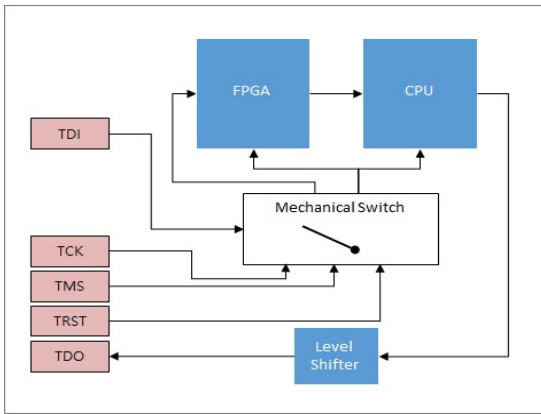 FPGA
CPU
TDI
Mechanical Switch
TCK
TMS
TRST
TDO
Level
Shifter